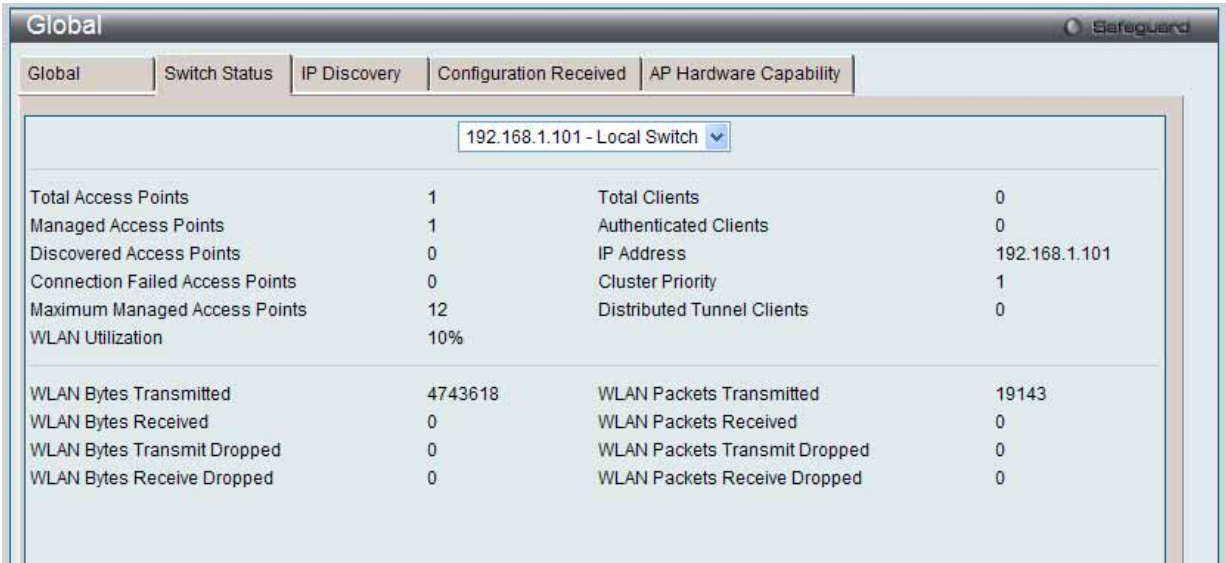 Global
Safeguard
Global Switch Status IP Discovery Configuration Received AP Hardware Capability
192.168.1.101 - Local Switch
Total Access Points 1 Total Clients 0
Managed Access Points 1 Authenticated Clients 0
Discovered Access Points 0 IP Address 192.168.1.101
Connection Failed Access Points 0 Cluster Priority 1
Maximum Managed Access Points 12 Distributed Tunnel Clients 0
WLAN Utilization 10%
WLAN Bytes Transmitted 4743618 WLAN Packets Transmitted 19143
WLAN Bytes Received 0 WLAN Packets Received 0
WLAN Bytes Transmit Dropped 0 WLAN Packets Transmit Dropped 0
WLAN Bytes Receive Dropped 0 WLAN Packets Receive Dropped 0